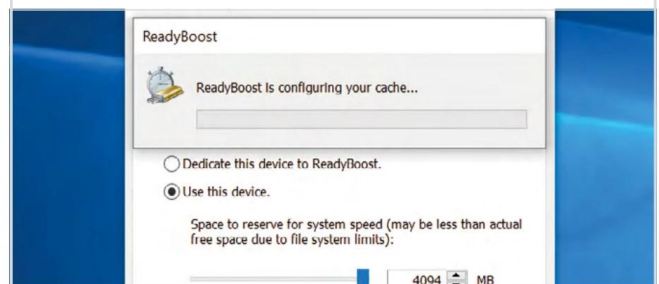 ReadyBoost
ReadyBoost is configuring your cache...
Dedicate this device to ReadyBoost.
Use this device.
Space to reserve for system speed (may be less than actual
free space due to file system limits):
4094 MB